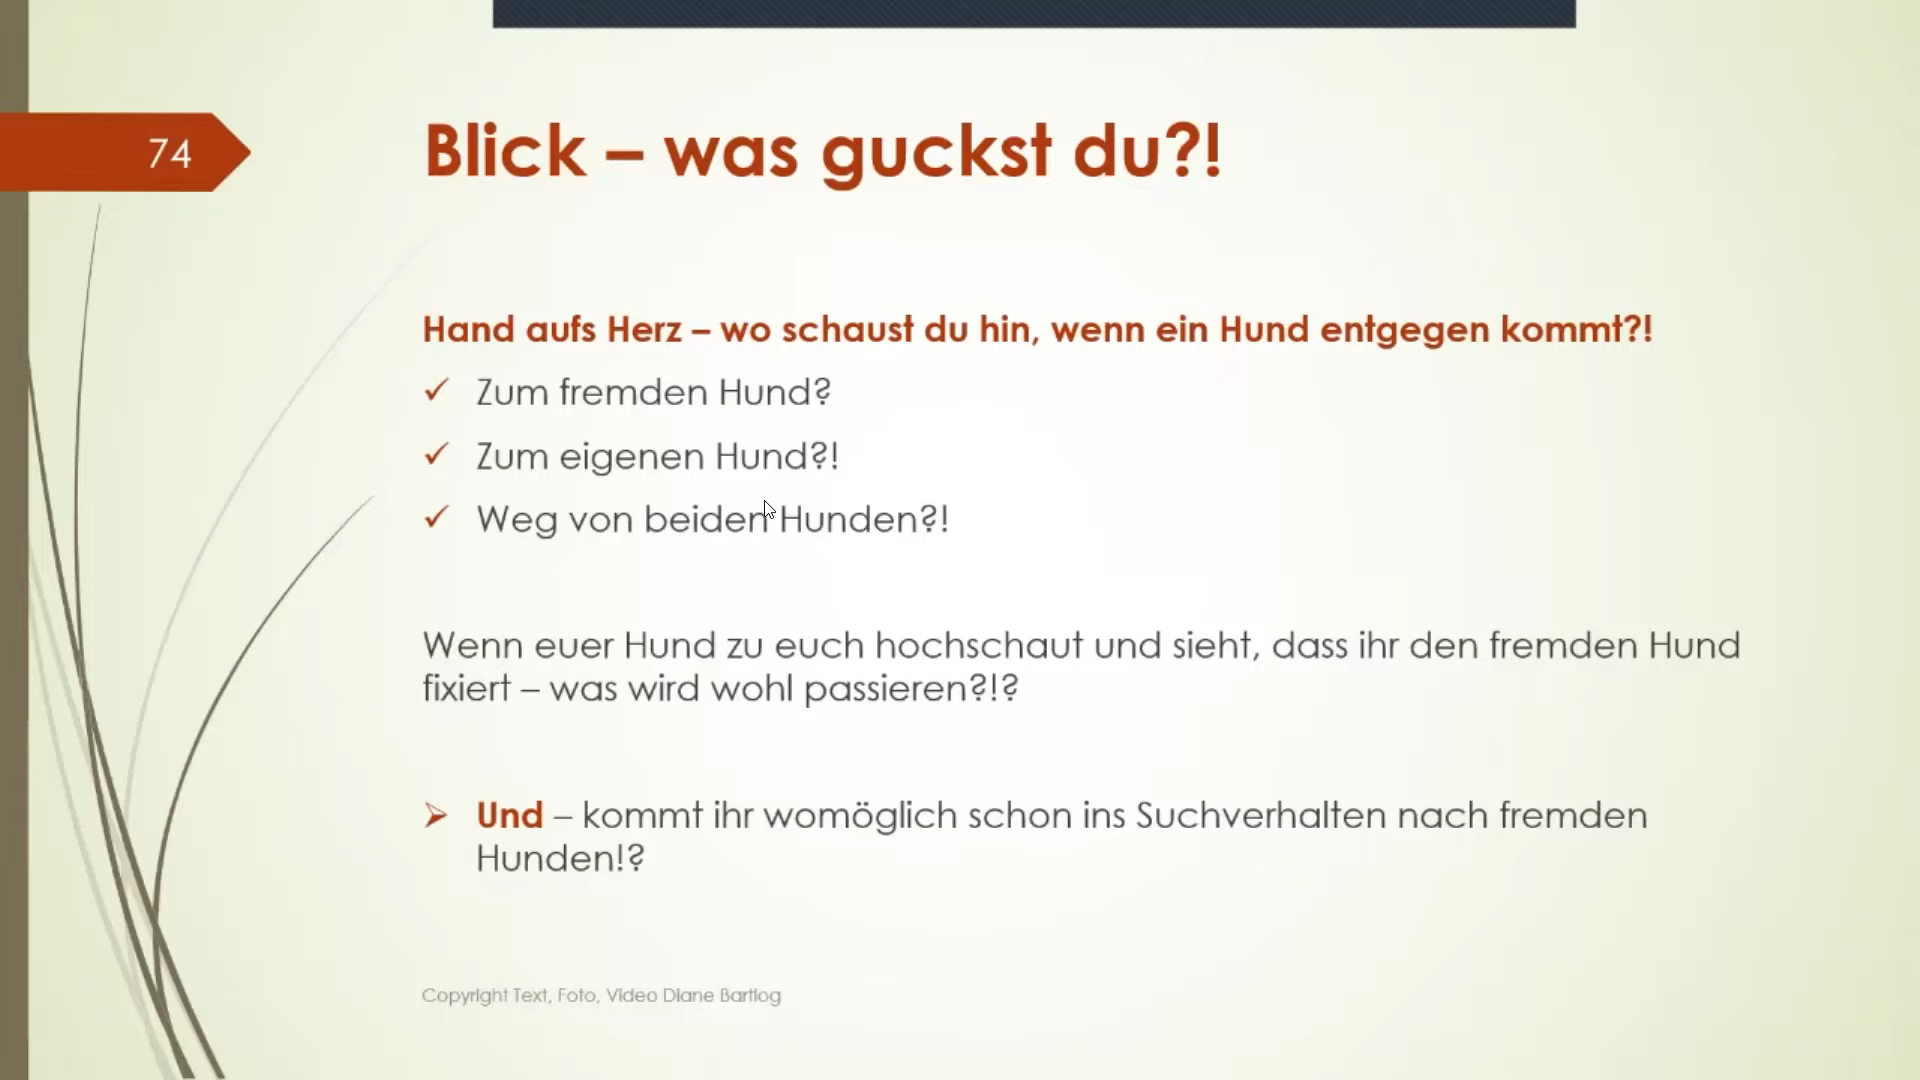 74
Blick – was guckst du?!
Hand aufs Herz – wo schaust du hin, wenn ein Hund entgegen kommt?!
✓ Zum fremden Hund?
✓ Zum eigenen Hund?!
✓ Weg von beiden Hunden?!
Wenn euer Hund zu euch hochschaut und sieht, dass ihr den fremden Hund
fixiert – was wird wohl passieren?!?
➢ Und – kommt ihr womöglich schon ins Suchverhalten nach fremden
Hunden!?
Copyright Text, Foto, Video Diane Bartlog